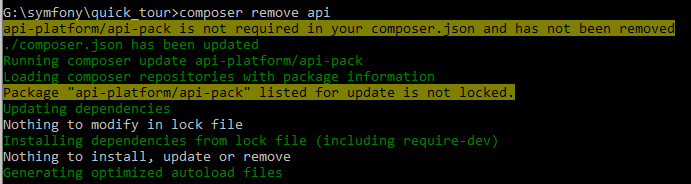 G:\symfony\quick_tour>composer remove api
api-platform/api-pack is not required in your composer.json and has not been removed
./composer.json has been updated
Running composer update api-platform/api-pack
Loading composer repositories with package information
Package "api-platform/api-pack" listed for update is not locked.
Updating dependencies
Nothing to modify in lock file
Installing dependencies from lock file (including require-dev)
Nothing to install, update or remove
Generating optimized autoload files